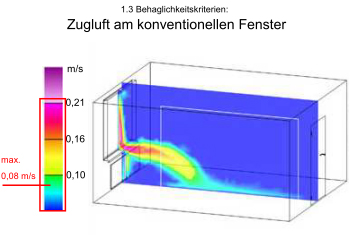 1.3 Behaglichkeitskriterien:
Zugluft am konventionellen Fenster
m/s
0,21
0,16
max.
0,08 m/s
0,10